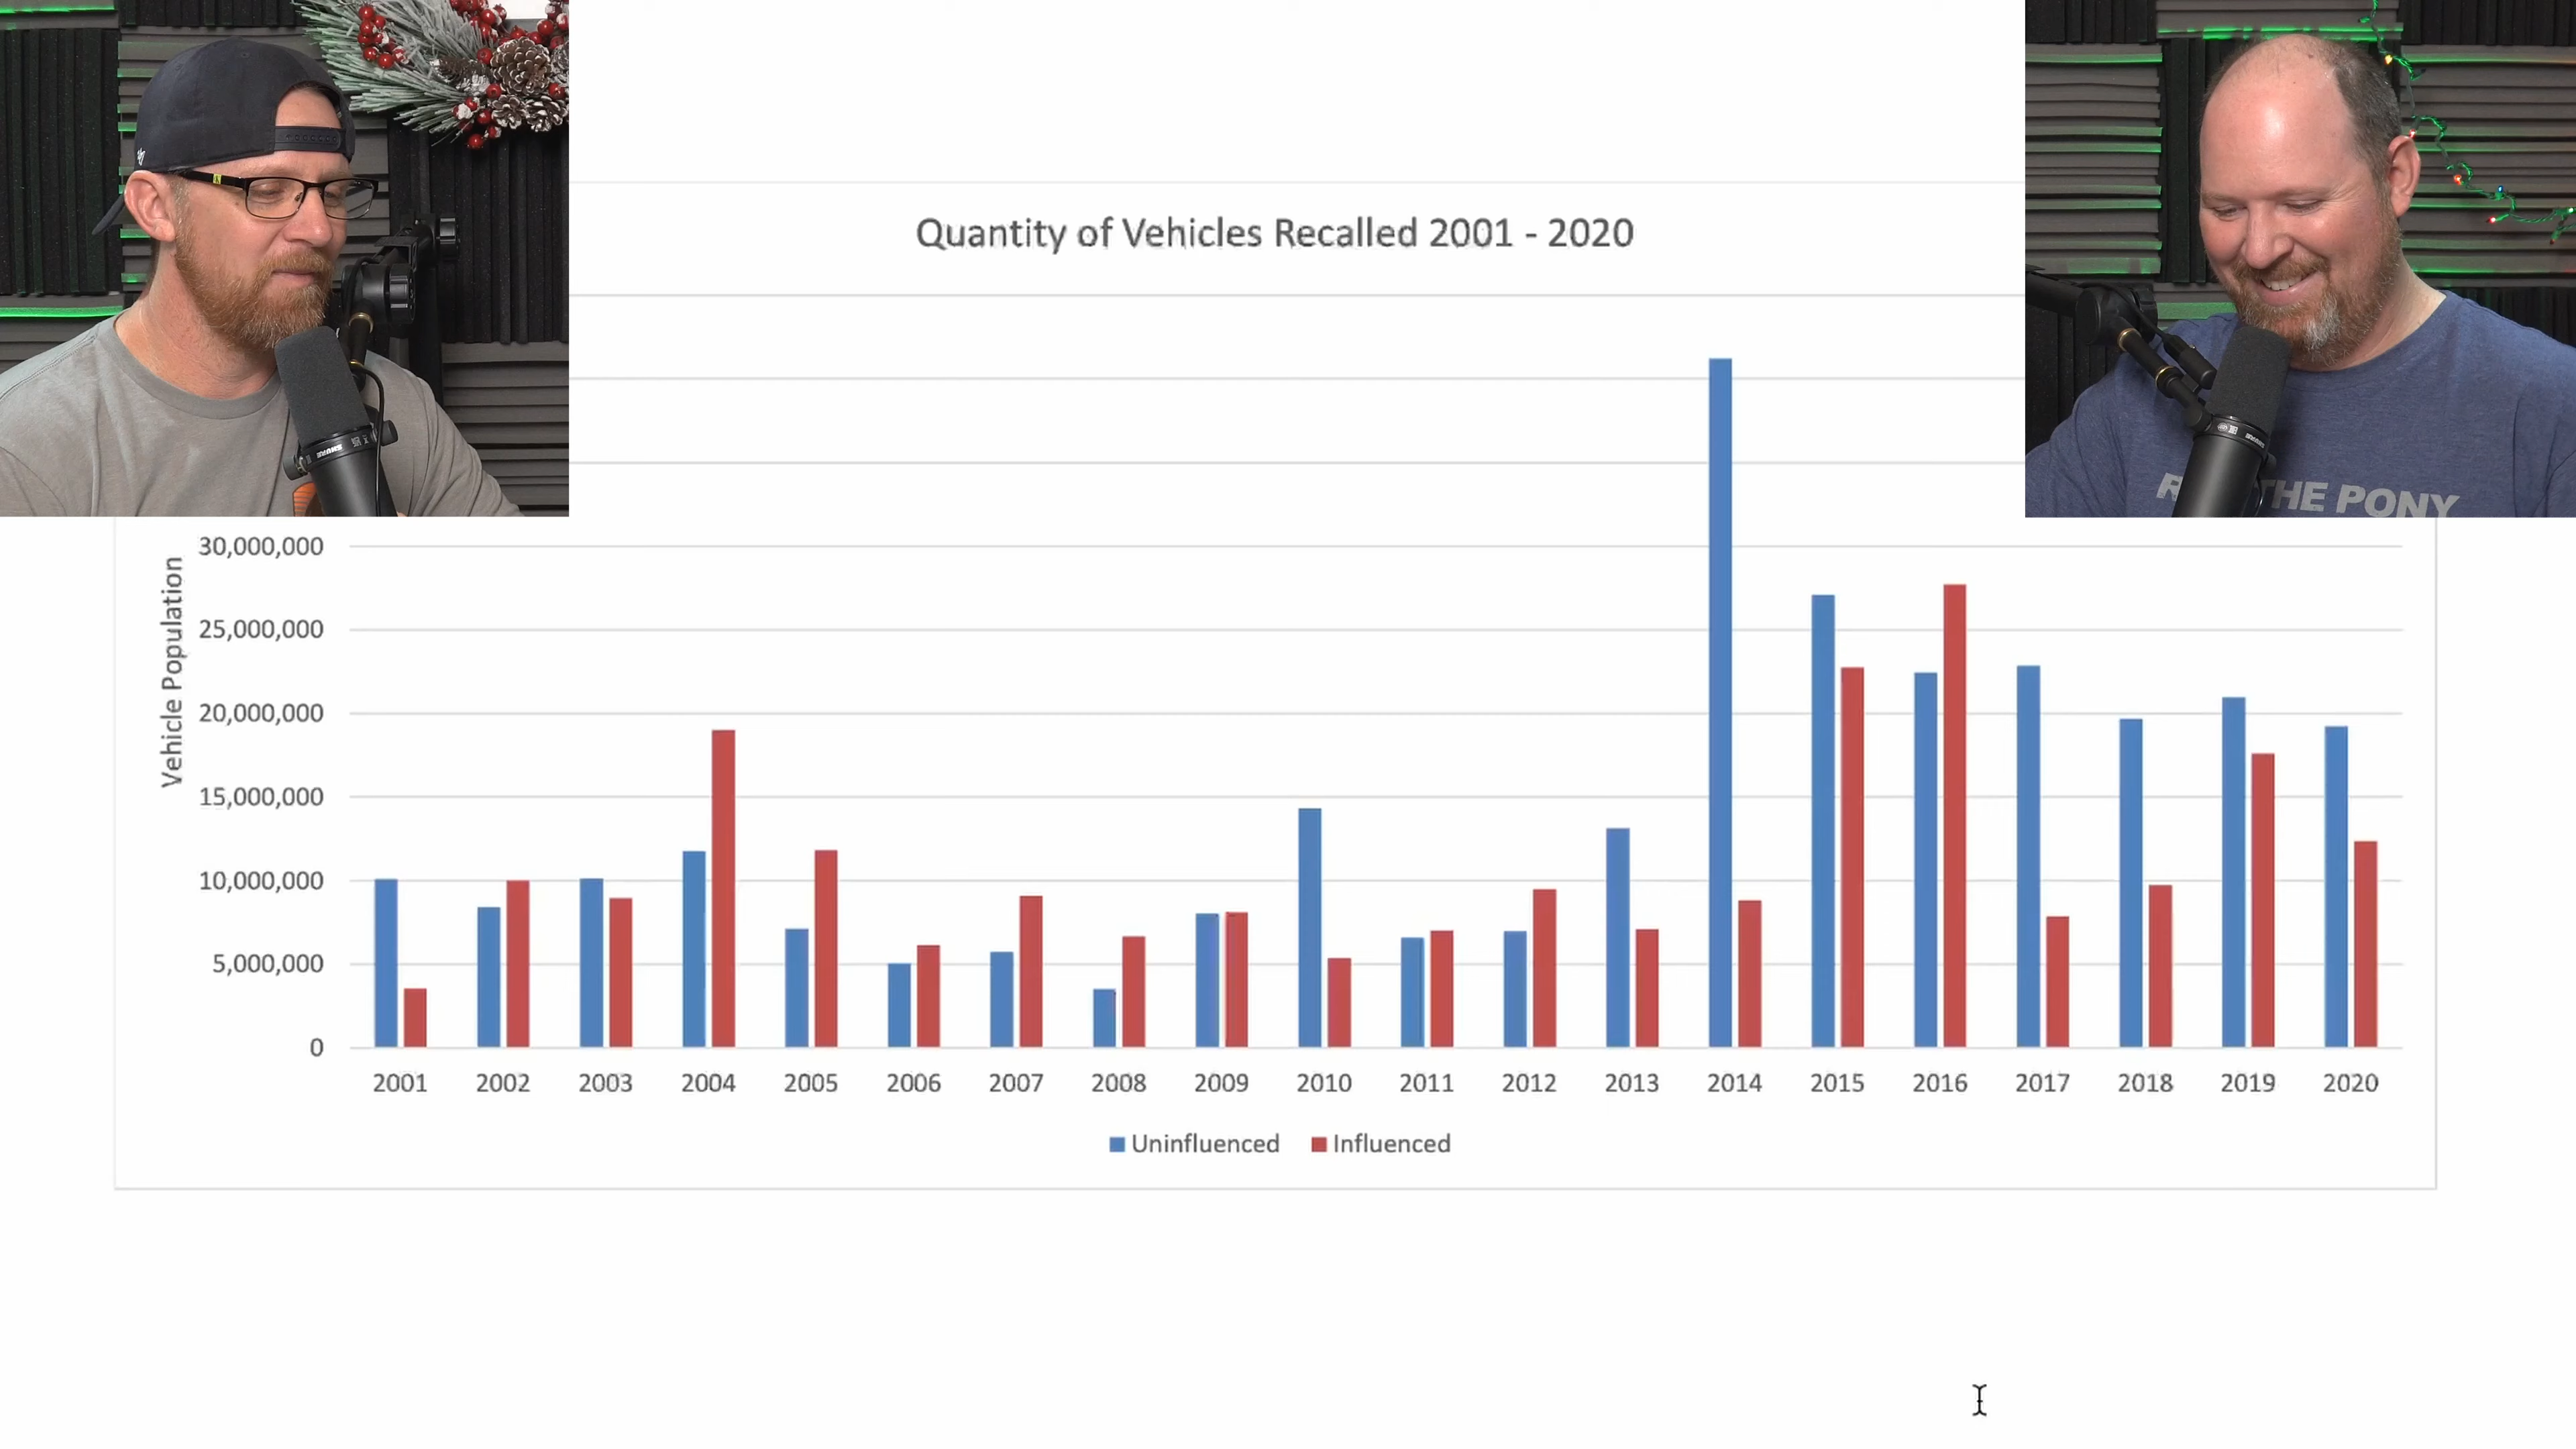 Quantity of Vehicles Recalled 2001 - 2020
Vehicle Population
30,000,000
25,000,000
20,000,000
15,000,000
10,000,000
5,000,000
0
2001 2002 2003 2004 2005 2006 2007 2008 2009 2010 2011 2012 2013 2014 2015 2016 2017 2018 2019 2020
Uninfluenced Influenced
SHURE
THE PONY